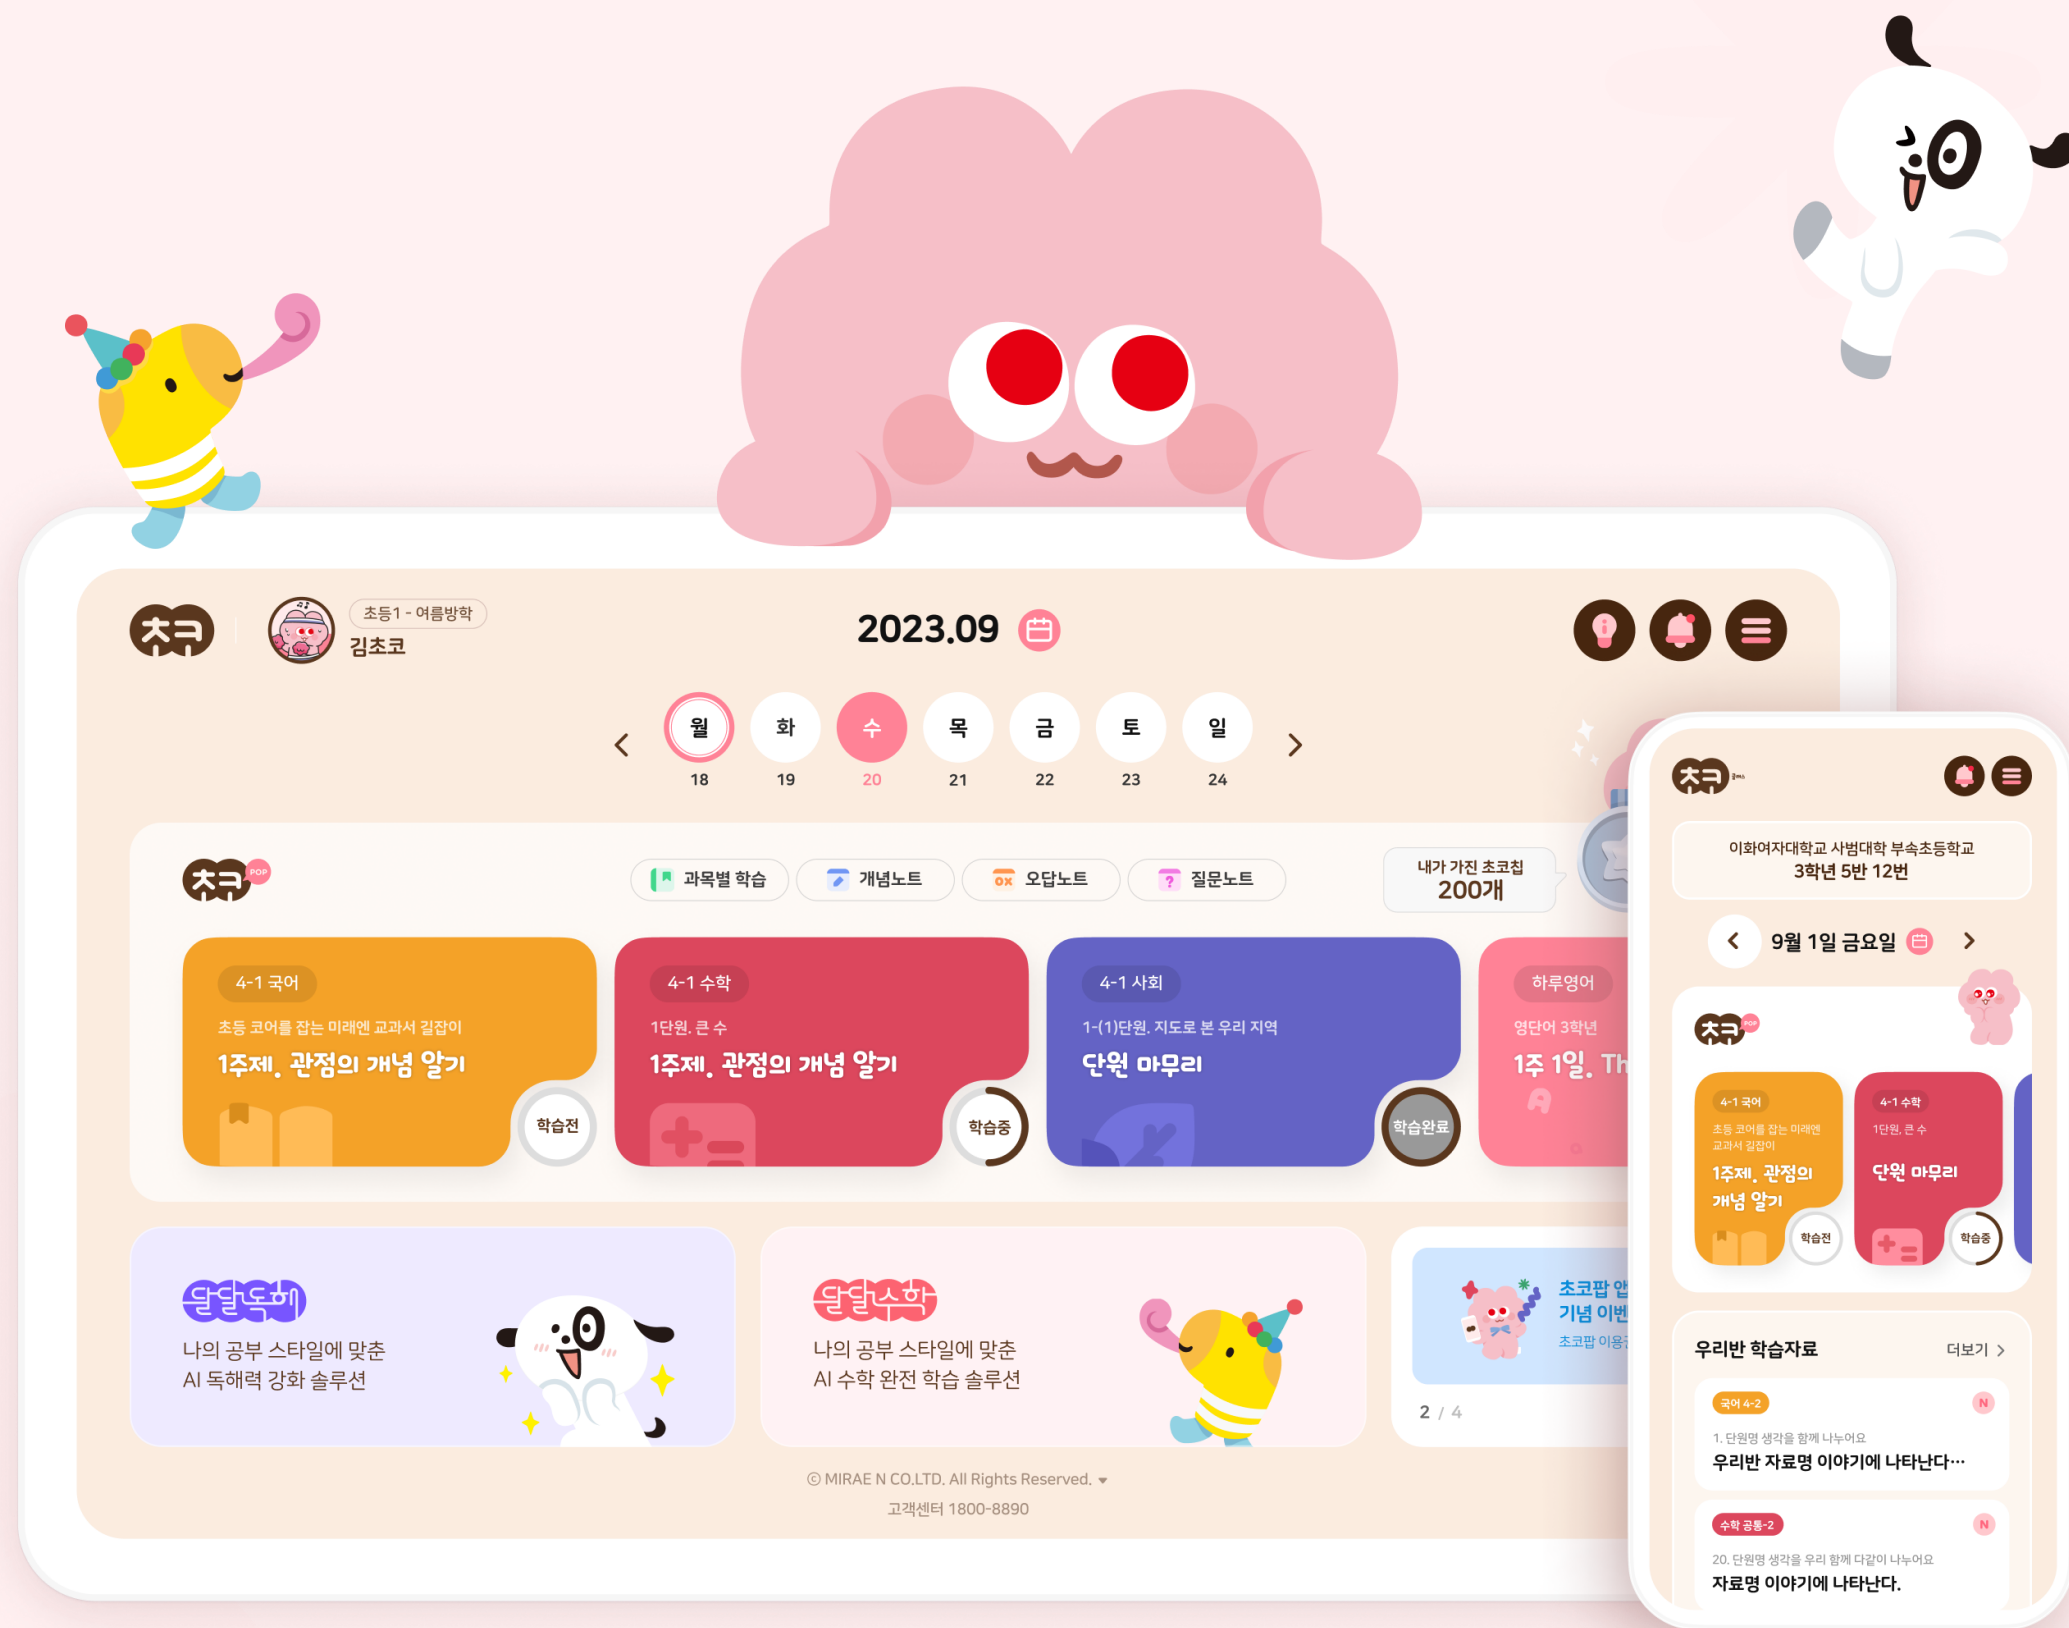 초코
초등1 - 여름방학
김초코
2023.09
월 화 수 목 금 토 일
18 19 20 21 22 23 24
초코 POP
과목별 학습
개념노트
OX 오답노트
? 질문노트
내가 가진 초코칩
200개
4-1 국어
초등 코어를 잡는 미래엔 교과서 길잡이
1주제. 관점의 개념 알기
학습전
4-1 수학
1단원. 큰 수
1주제. 관점의 개념 알기
학습중
4-1 사회
1-(1)단원. 지도로 본 우리 지역
단원 마무리
학습완료
하루영어
영단어 3학년
1주 1일. Th
달달독해
나의 공부 스타일에 맞춘
AI 독해력 강화 솔루션
달달수학
나의 공부 스타일에 맞춘
AI 수학 완전 학습 솔루션
초코팝 앱
기념 이벤
초코팝 이용권
2 / 4
© MIRAE N CO.LTD. All Rights Reserved.
고객센터 1800-8890
초코
이화여자대학교 사범대학 부속초등학교
3학년 5반 12번
9월 1일 금요일
초코 POP
4-1 국어
초등 코어를 잡는 미래엔
교과서 길잡이
1주제. 관점의
개념 알기
학습전
4-1 수학
1단원. 큰 수
단원 마무리
학습중
우리반 학습자료
더보기
국어 4-2
N
1. 단원명 생각을 함께 나누어요
우리반 자료명 이야기에 나타난다…
수학 공통-2
N
20. 단원명 생각을 우리 함께 다같이 나누어요
자료명 이야기에 나타난다.